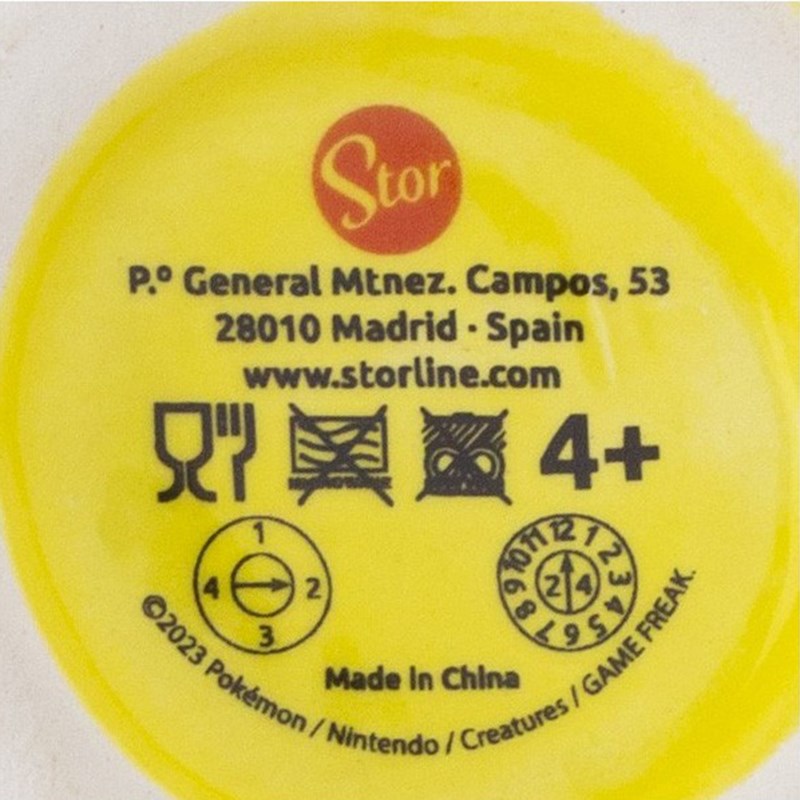 Stor
P.º General Mtnez. Campos, 53
28010 Madrid · Spain
www.storline.com
4+
1
4 2
3
12 1 2 3 4 5 6 7 8 9 10 11
2 4
Made in China
©2023 Pokémon / Nintendo / Creatures / GAME FREAK.